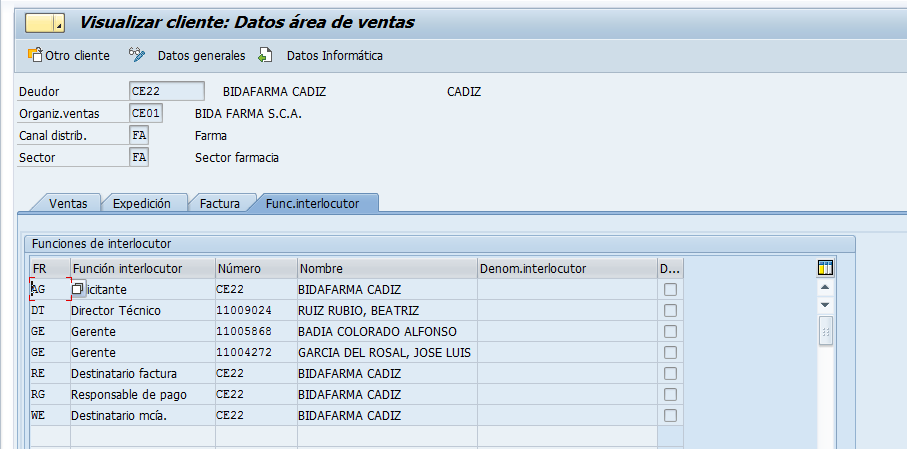 Visualizar cliente: Datos área de ventas
Otro cliente Datos generales Datos Informática
Deudor CE22 BIDAFARMA CADIZ CADIZ
Organiz.ventas CE01 BIDA FARMA S.C.A.
Canal distrib. FA Farma
Sector FA Sector farmacia
Ventas Expedición Factura Func.interlocutor
Funciones de interlocutor
FR Función interlocutor Número Nombre Denom.interlocutor D...
AG icitante CE22 BIDAFARMA CADIZ
DT Director Técnico 11009024 RUIZ RUBIO, BEATRIZ
GE Gerente 11005868 BADIA COLORADO ALFONSO
GE Gerente 11004272 GARCIA DEL ROSAL, JOSE LUIS
RE Destinatario factura CE22 BIDAFARMA CADIZ
RG Responsable de pago CE22 BIDAFARMA CADIZ
WE Destinatario mcía. CE22 BIDAFARMA CADIZ